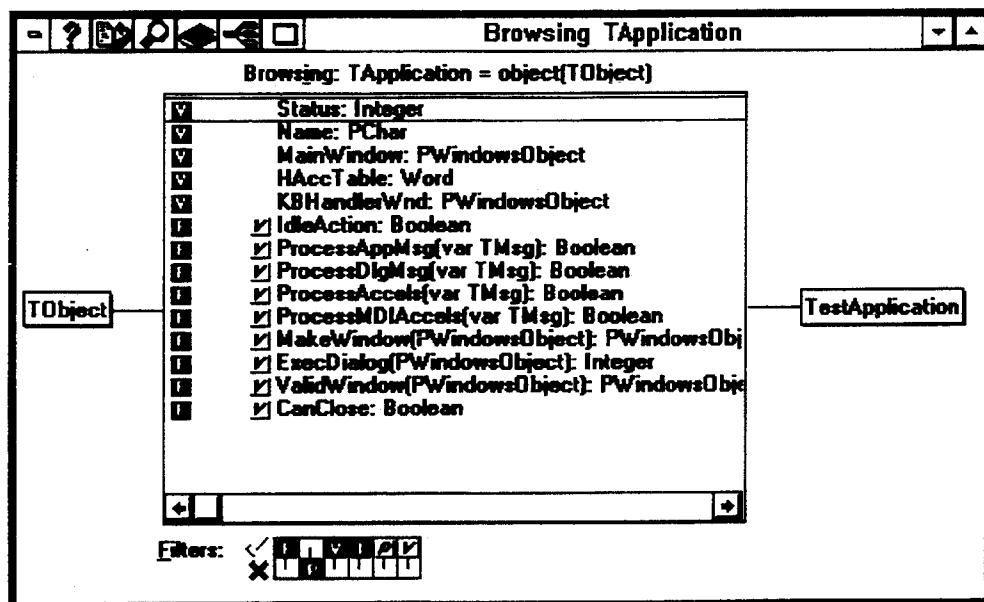 Browsing TApplication
Browsing: TApplication = object(TObject)
V Status: Integer
V Name: PChar
V MainWindow: PWindowsObject
V HAccTable: Word
V KBHandlerWnd: PWindowsObject
F V IdleAction: Boolean
F V ProcessAppMsg(var TMsg): Boolean
F V ProcessDlgMsg(var TMsg): Boolean
F V ProcessAccels(var TMsg): Boolean
F V ProcessMDIAccels(var TMsg): Boolean
F V MakeWindow(PWindowsObject): PWindowsObj
F V ExecDialog(PWindowsObject): Integer
F V ValidWindow(PWindowsObject): PWindowsObje
F V CanClose: Boolean
TObject
TestApplication
Filters: